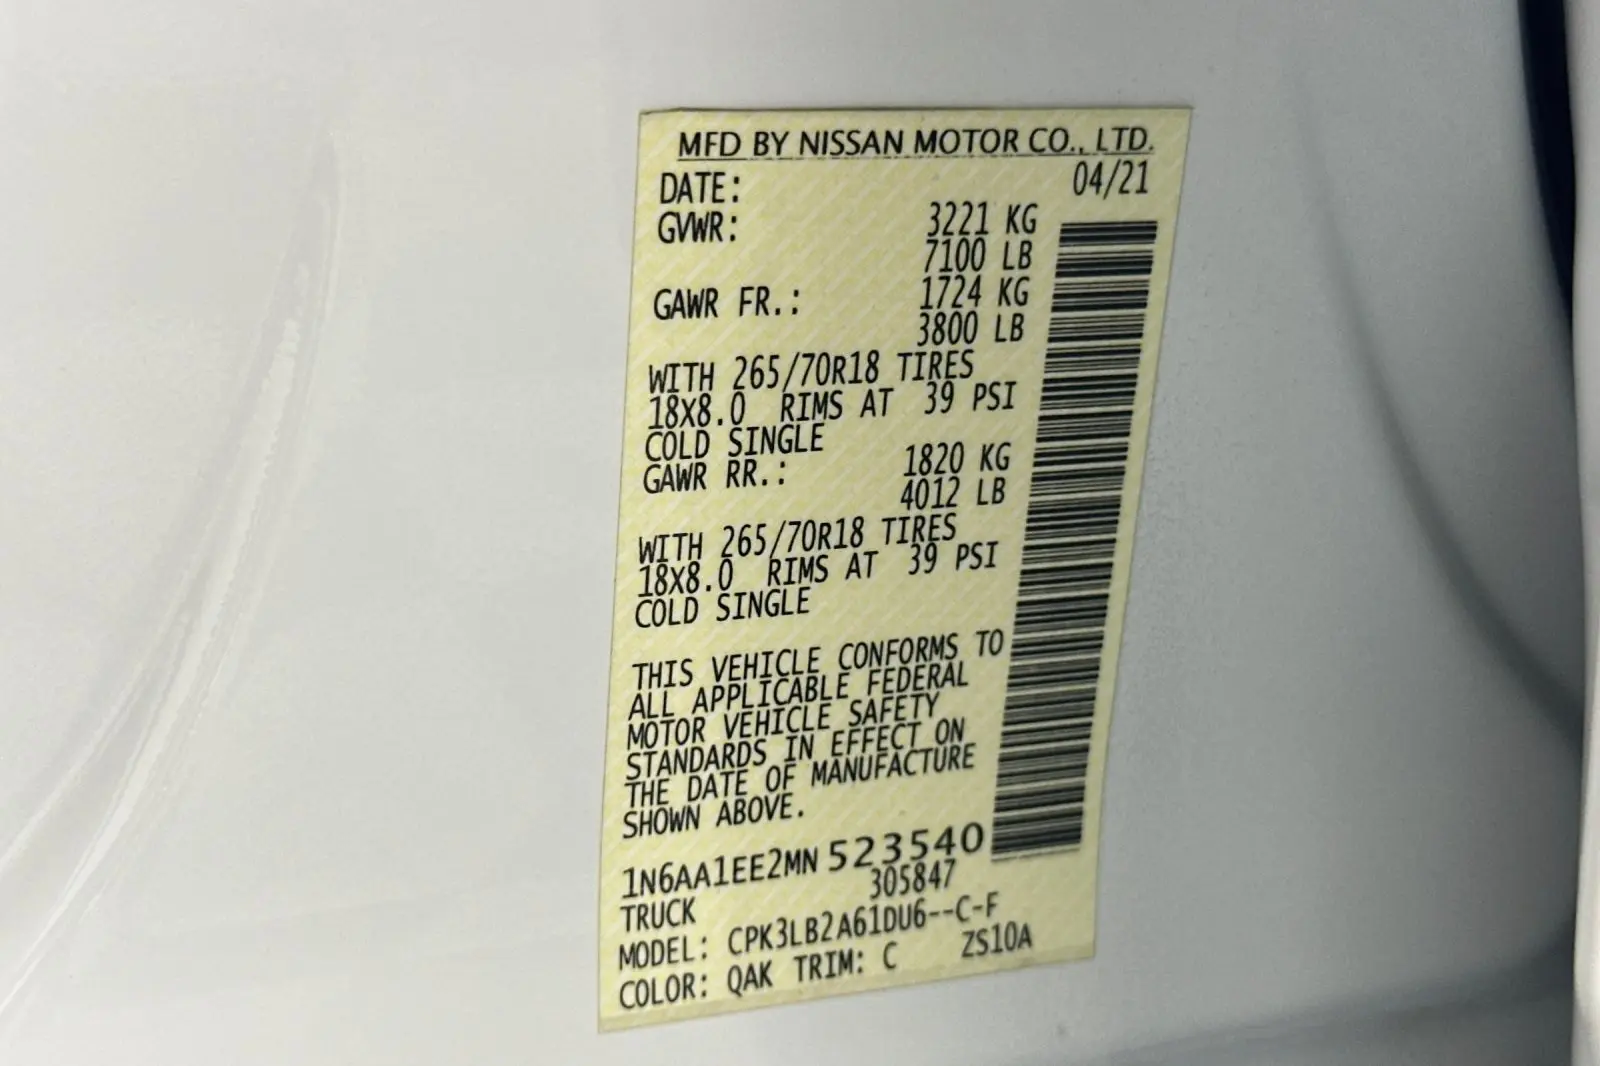 MFD BY NISSAN MOTOR CO., LTD.
DATE: 04/21
GVWR: 3221 KG
7100 LB
GAWR FR.: 1724 KG
3800 LB
WITH 265/70R18 TIRES
18X8.0 RIMS AT 39 PSI
COLD SINGLE
GAWR RR.: 1820 KG
4012 LB
WITH 265/70R18 TIRES
18X8.0 RIMS AT 39 PSI
COLD SINGLE
THIS VEHICLE CONFORMS TO
ALL APPLICABLE FEDERAL
MOTOR VEHICLE SAFETY
STANDARDS IN EFFECT ON
THE DATE OF MANUFACTURE
SHOWN ABOVE.
1N6AA1EE2MN 523540
305847
TRUCK
MODEL: CPK3LB2A61DU6--C-F
COLOR: QAK TRIM: C ZS10A